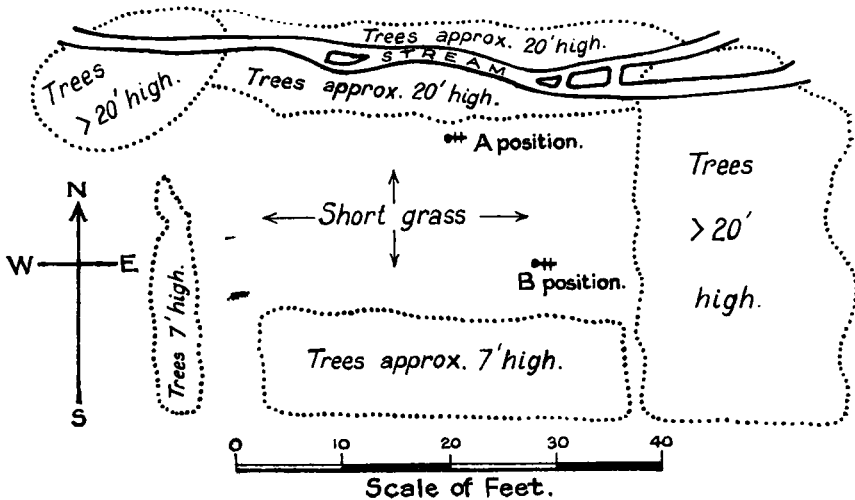 Trees approx. 20' high.
STREAM
Trees > 20' high.
Trees approx. 20' high.
A position.
Trees > 20' high.
N
Short grass
W E
B position.
Trees 7' high.
Trees approx. 7' high.
S
0 10 20 30 40
Scale of Feet.